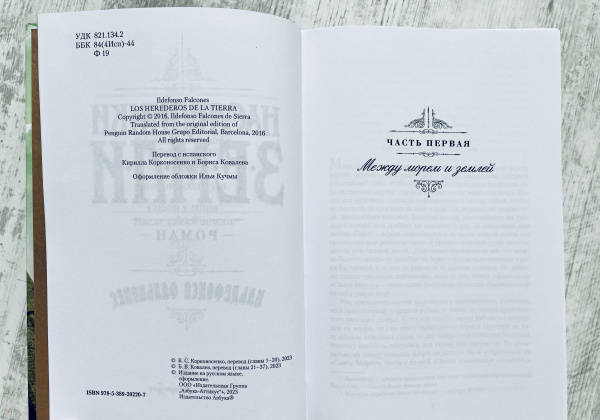 УДК 821.134.2
ББК 84(4Исп)-44
Ф 19
Ildefonso Falcones
LOS HEREDEROS DE LA TIERRA
Copyright © 2016, Ildefonso Falcones de Sierra
Translated from the original edition of
Penguin Random House Grupo Editorial, Barcelona, 2016
All rights reserved
Перевод с испанского
Кирилла Корконосенко и Бориса Ковалева
Оформление обложки Ильи Кучмы
© К. С. Корконосенко, перевод (главы 1–20), 2023
© Б. В. Ковалев, перевод (главы 21–37), 2023
© Издание на русском языке,
оформление.
ООО «Издательская Группа
„Азбука-Аттикус“», 2023
Издательство Азбука®
ISBN 978-5-389-20220-7
ЧАСТЬ ПЕРВАЯ
Между морем и землей